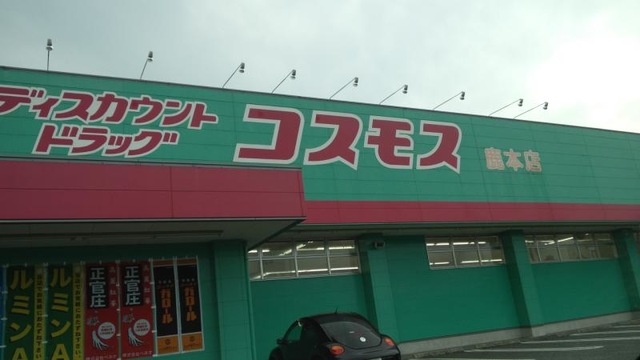 ディスカウント
ドラッグ
コスモス
鹿本店
ルミンA
ルミンA
正官庄
正官庄